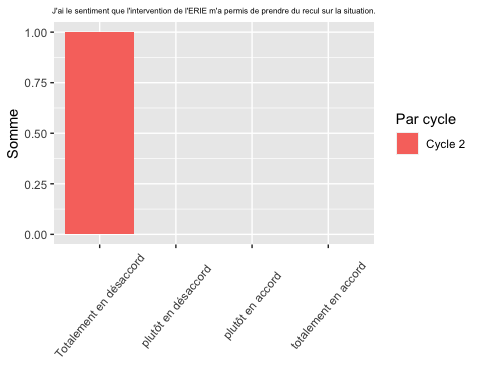 J'ai le sentiment que l'intervention de l'ERIE m'a permis de prendre du recul sur la situation.
Somme
1.00
0.75
0.50
0.25
0.00
Totalement en désaccord
plutôt en désaccord
plutôt en accord
totalement en accord
Par cycle
Cycle 2